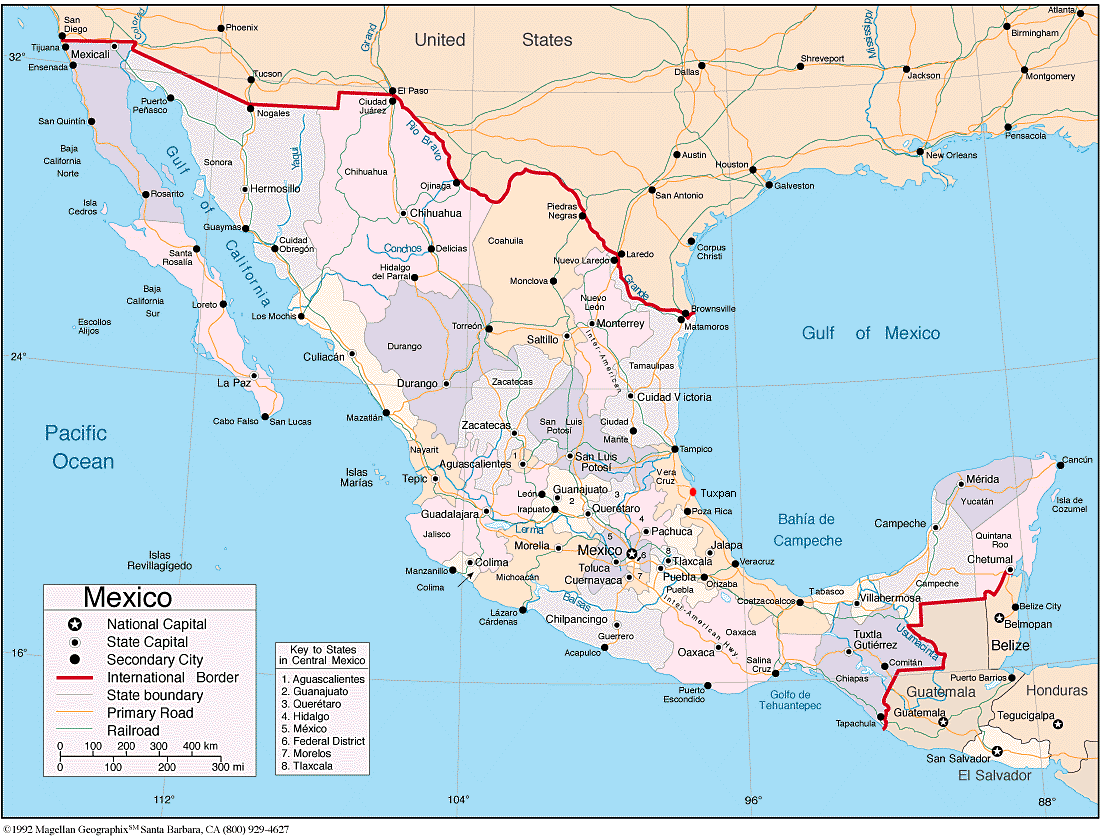 San
Diego
Tijuana
Mexicali
Ensenada
Colorado
Phoenix
Tucson
Grand
United States
Mississippi
Atlanta
Birmingham
Dallas
Shreveport
Jackson
Montgomery
32°
El Paso
Ciudad
Juárez
Puerto
Peñasco
Nogales
San Quintín
Baja
California
Norte
Rosarito
Isla
Cedros
Gulf of California
Sonora
Yaqui
Hermosillo
Guaymas
Cuidad
Obregón
Rio Bravo
Chihuahua
Ojinaga
Chihuahua
Conchos
Delicias
Hidalgo
del Parral
Coahuila
Piedras
Negras
Austin
Houston
San Antonio
Galveston
New Orleans
Pensacola
Corpus
Christi
Laredo
Nuevo Laredo
Grande
Brownsville
Matamoros
Monclova
Nuevo
León
Monterrey
Inter-American
Santa
Rosalía
Baja
California
Sur
Loreto
Escollos
Alijos
Los Mochis
La Paz
Cabo Falso
San Lucas
24°
Culiacán
Durango
Durango
Torreón
Saltillo
Mazatlán
Zacatecas
Zacatecas
Tamaulipas
Cuidad Victoria
San Luis
Potosí
Ciudad
Mante
Gulf of Mexico
Pacific
Ocean
Nayarit
Tepic
Islas
Marías
Aguascalientes
1
San Luis
Potosí
Tampico
Vera
Cruz
Tuxpan
Poza Rica
León
Guanajuato
2
3
Irapuato
Querétaro
4
Guadalajara
Jalisco
Lerma
Morelia
5
Pachuca
Mexico
6
8
Jalapa
Tlaxcala
Toluca
Cuernavaca
7
Puebla
Puebla
Orizaba
Veracruz
Colima
Manzanillo
Colima
Michoacán
Lázaro
Cárdenas
Balsas
Chilpancingo
Guerrero
Acapulco
Inter-American Hwy
Oaxaca
Oaxaca
Puerto
Escondido
Salina
Cruz
Golfo de
Tehuantepec
Coatzacoalcos
Tabasco
Villahermosa
Bahía de
Campeche
Campeche
Campeche
Mérida
Yucatán
Cancún
Isla de
Cozumel
Quintana
Roo
Chetumal
Belize City
Belmopan
Belize
Usumacinta
Tuxtla
Gutiérrez
Comitán
Chiapas
Tapachula
Puerto Barrios
Guatemala
Guatemala
Honduras
Tegucigalpa
San Salvador
El Salvador
Islas
Revillagígedo
16°
Mexico
National Capital
State Capital
Secondary City
International Border
State boundary
Primary Road
Railroad
0 100 200 300 400 km
0 100 200 300 mi
Key to States
in Central Mexico
1. Aguascalientes
2. Guanajuato
3. Querétaro
4. Hidalgo
5. México
6. Federal District
7. Morelos
8. Tlaxcala
112°
104°
96°
88°
©1992 Magellan Geographix℠ Santa Barbara, CA (800) 929-4627